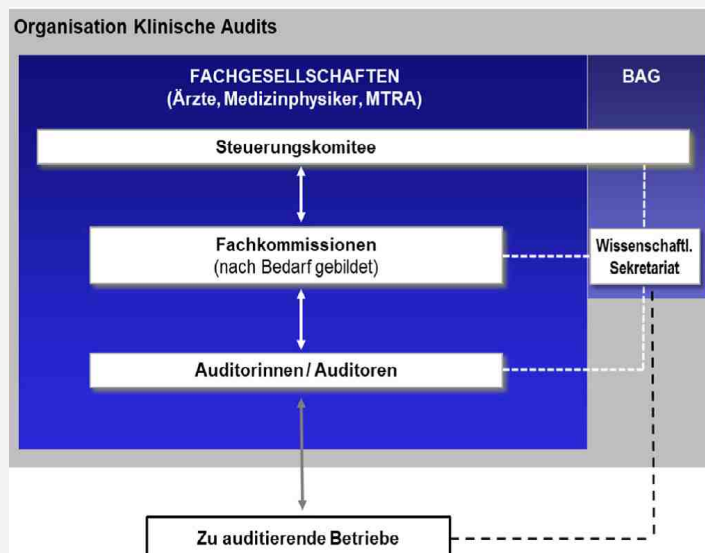 Organisation Klinische Audits
FACHGESELLSCHAFTEN
(Ärzte, Medizinphysiker, MTRA)
BAG
Steuerungskomitee
Fachkommissionen
(nach Bedarf gebildet)
Wissenschaftl.
Sekretariat
Auditorinnen / Auditoren
Zu auditierende Betriebe